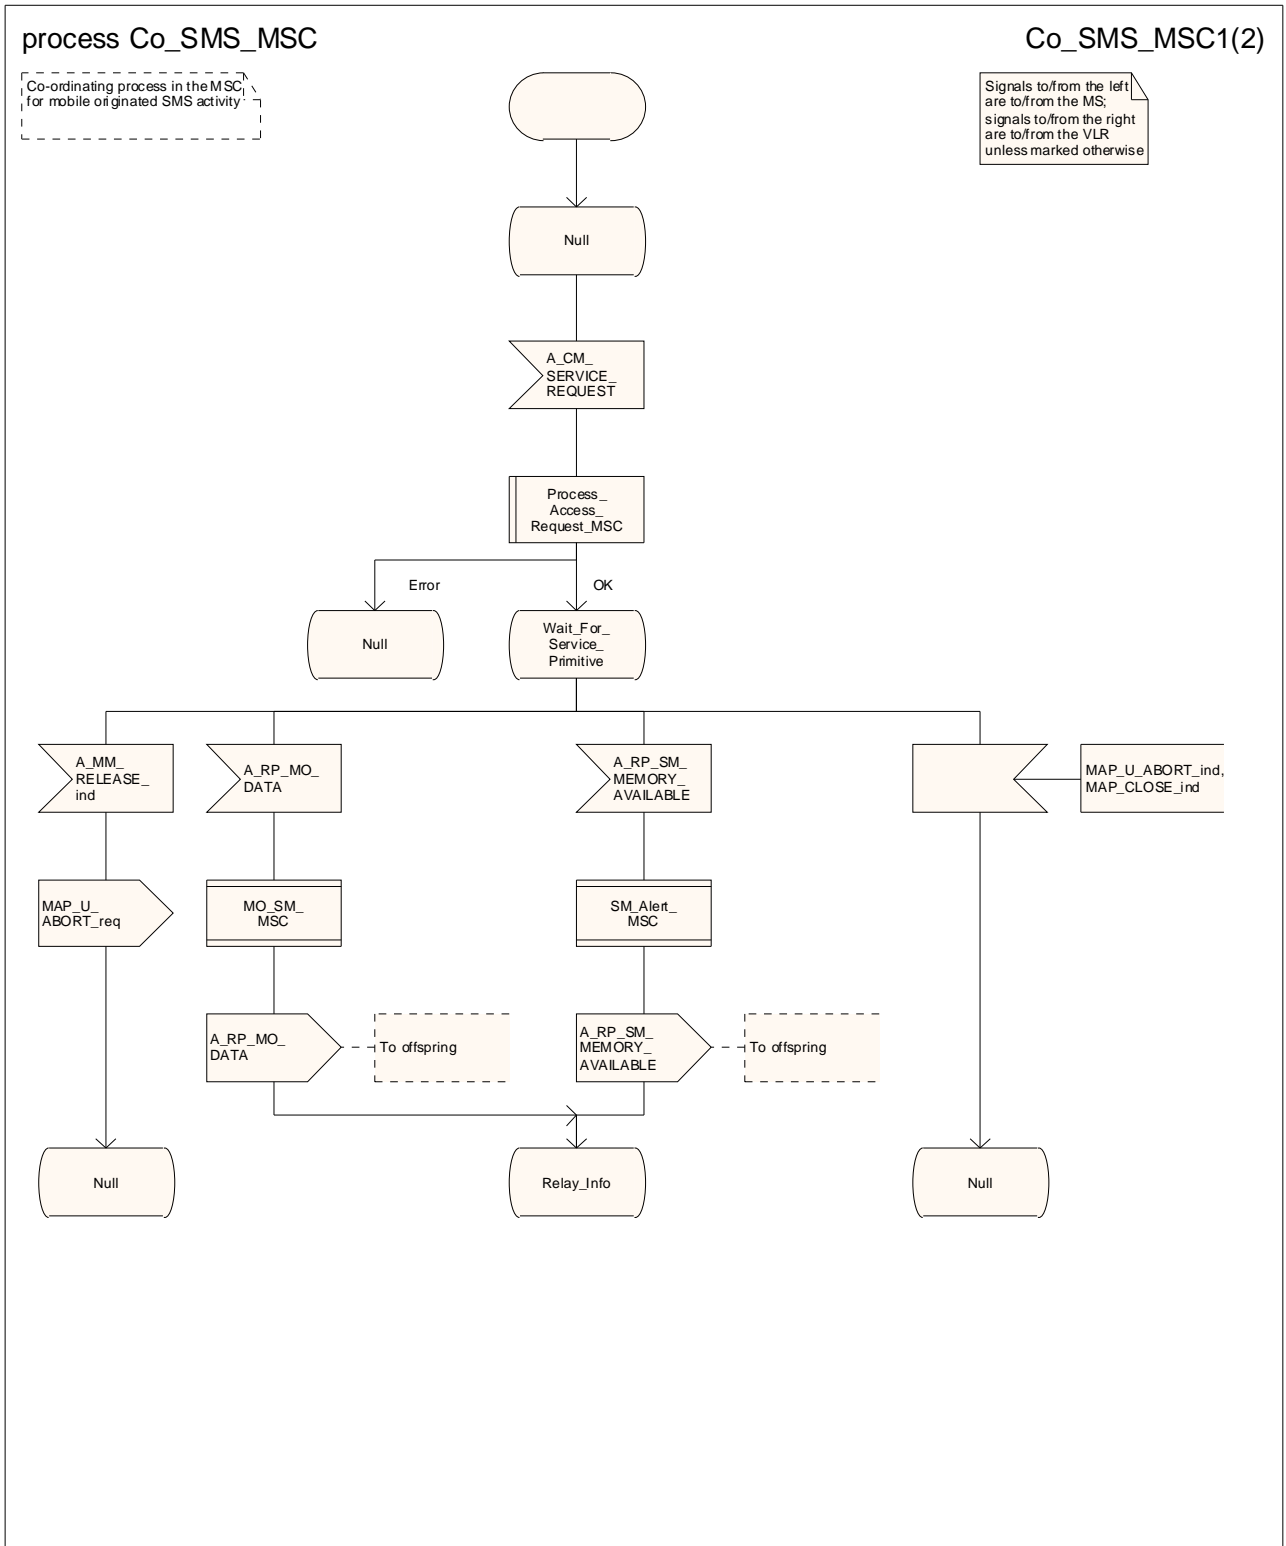 process Co_SMS_MSC
Co_SMS_MSC1(2)
Co-ordinating process in the MSC
for mobile originated SMS activity
Signals to/from the left
are to/from the MS;
signals to/from the right
are to/from the VLR
unless marked otherwise
Null
A_CM_
SERVICE_
REQUEST
Process_
Access_
Request_MSC
Error
OK
Null
Wait_For_
Service_
Primitive
A_MM_
RELEASE_
ind
A_RP_MO_
DATA
A_RP_SM_
MEMORY_
AVAILABLE
MAP_U_ABORT_ind,
MAP_CLOSE_ind
MAP_U_
ABORT_req
MO_SM_
MSC
SM_Alert_
MSC
A_RP_MO_
DATA
To offspring
A_RP_SM_
MEMORY_
AVAILABLE
To offspring
Null
Relay_Info
Null